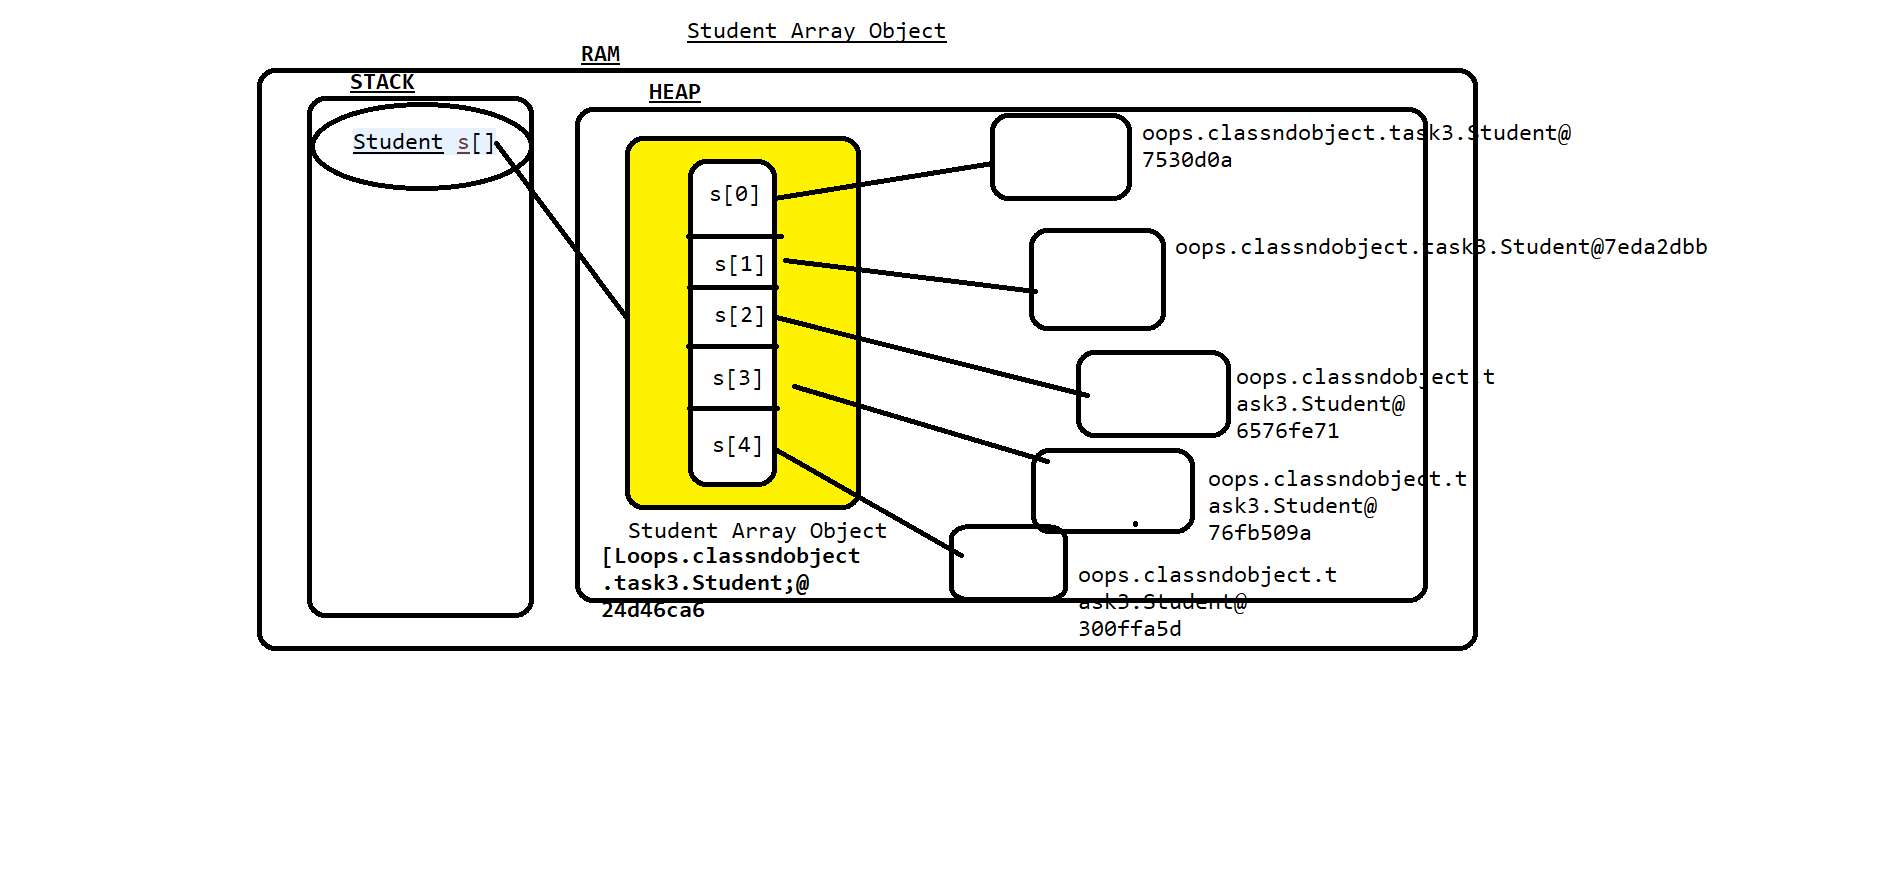 Student Array Object
RAM
STACK
HEAP
Student s[]
s[0]
s[1]
s[2]
s[3]
s[4]
oops.classndobject.task3.Student@
7530d0a
oops.classndobject.task3.Student@7eda2dbb
oops.classndobject.t
ask3.Student@
6576fe71
oops.classndobject.t
ask3.Student@
76fb509a
Student Array Object
[Loops.classndobject
.task3.Student;@
24d46ca6
oops.classndobject.t
ask3.Student@
300ffa5d